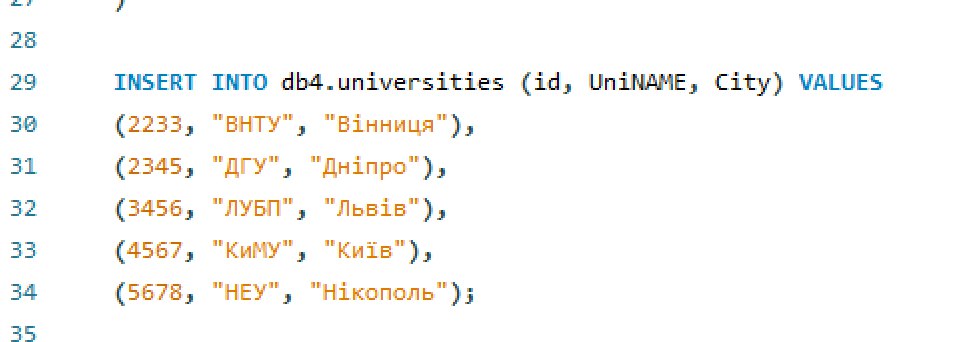 27 )
28
29 INSERT INTO db4.universities (id, UniNAME, City) VALUES
30 (2233, "ВНТУ", "Вінниця"),
31 (2345, "ДГУ", "Дніпро"),
32 (3456, "ЛУБП", "Львів"),
33 (4567, "КиМУ", "Київ"),
34 (5678, "НЕУ", "Нікополь");
35